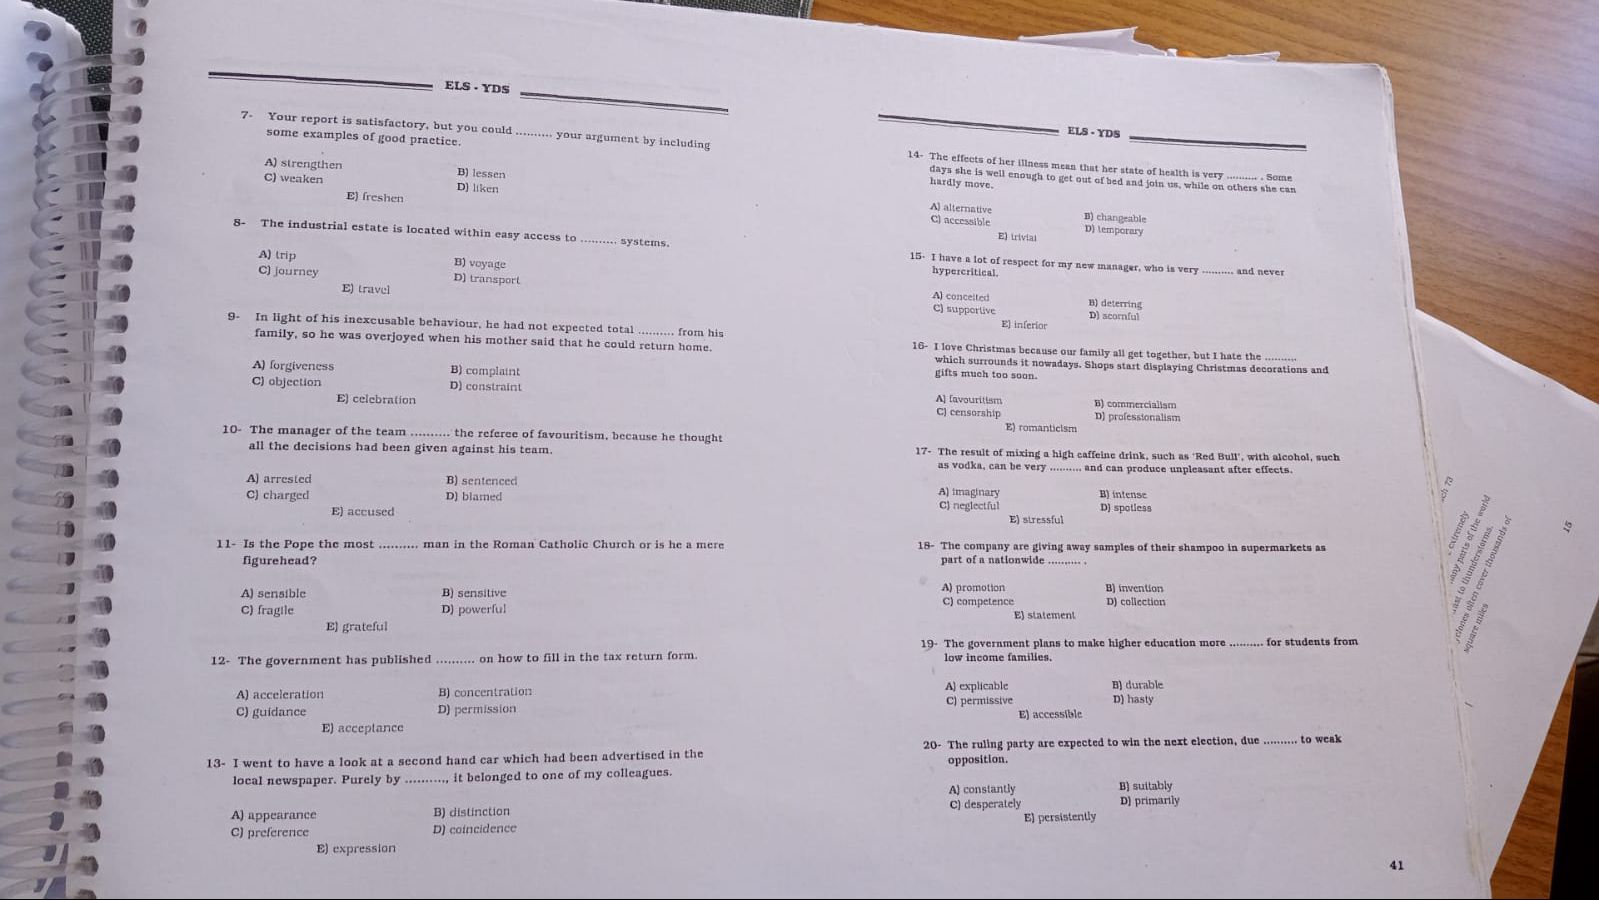 ELS - YDS
7- Your report is satisfactory, but you could .......... your argument by including
some examples of good practice.
A) strengthen
B) lessen
C) weaken
D) liken
E) freshen
8- The industrial estate is located within easy access to .......... systems.
A) trip
B) voyage
C) journey
D) transport
E) travel
9- In light of his inexcusable behaviour, he had not expected total .......... from his
family, so he was overjoyed when his mother said that he could return home.
A) forgiveness
B) complaint
C) objection
D) constraint
E) celebration
10- The manager of the team .......... the referee of favouritism, because he thought
all the decisions had been given against his team.
A) arrested
B) sentenced
C) charged
D) blamed
E) accused
11- Is the Pope the most .......... man in the Roman Catholic Church or is he a mere
figurehead?
A) sensible
B) sensitive
C) fragile
D) powerful
E) grateful
12- The government has published .......... on how to fill in the tax return form.
A) acceleration
B) concentration
C) guidance
D) permission
E) acceptance
13- I went to have a look at a second hand car which had been advertised in the
local newspaper. Purely by .........., it belonged to one of my colleagues.
A) appearance
B) distinction
C) preference
D) coincidence
E) expression
ELS - YDS
14- The effects of her illness mean that her state of health is very .......... . Some
days she is well enough to get out of bed and join us, while on others she can
hardly move.
A) alternative
B) changeable
C) accessible
D) temporary
E) trivial
15- I have a lot of respect for my new manager, who is very .......... and never
hypercritical.
A) conceited
B) deterring
C) supportive
D) scornful
E) inferior
16- I love Christmas because our family all get together, but I hate the ..........
which surrounds it nowadays. Shops start displaying Christmas decorations and
gifts much too soon.
A) favouritism
B) commercialism
C) censorship
D) professionalism
E) romanticism
17- The result of mixing a high caffeine drink, such as 'Red Bull', with alcohol, such
as vodka, can be very .......... and can produce unpleasant after effects.
A) imaginary
B) intense
C) neglectful
D) spotless
E) stressful
18- The company are giving away samples of their shampoo in supermarkets as
part of a nationwide .......... .
A) promotion
B) invention
C) competence
D) collection
E) statement
19- The government plans to make higher education more .......... for students from
low income families.
A) explicable
B) durable
C) permissive
D) hasty
E) accessible
20- The ruling party are expected to win the next election, due .......... to weak
opposition.
A) constantly
B) suitably
C) desperately
D) primarily
E) persistently
41
73
extremely
parts of the world
to thunderstorms.
often cover thousands of
square miles
15